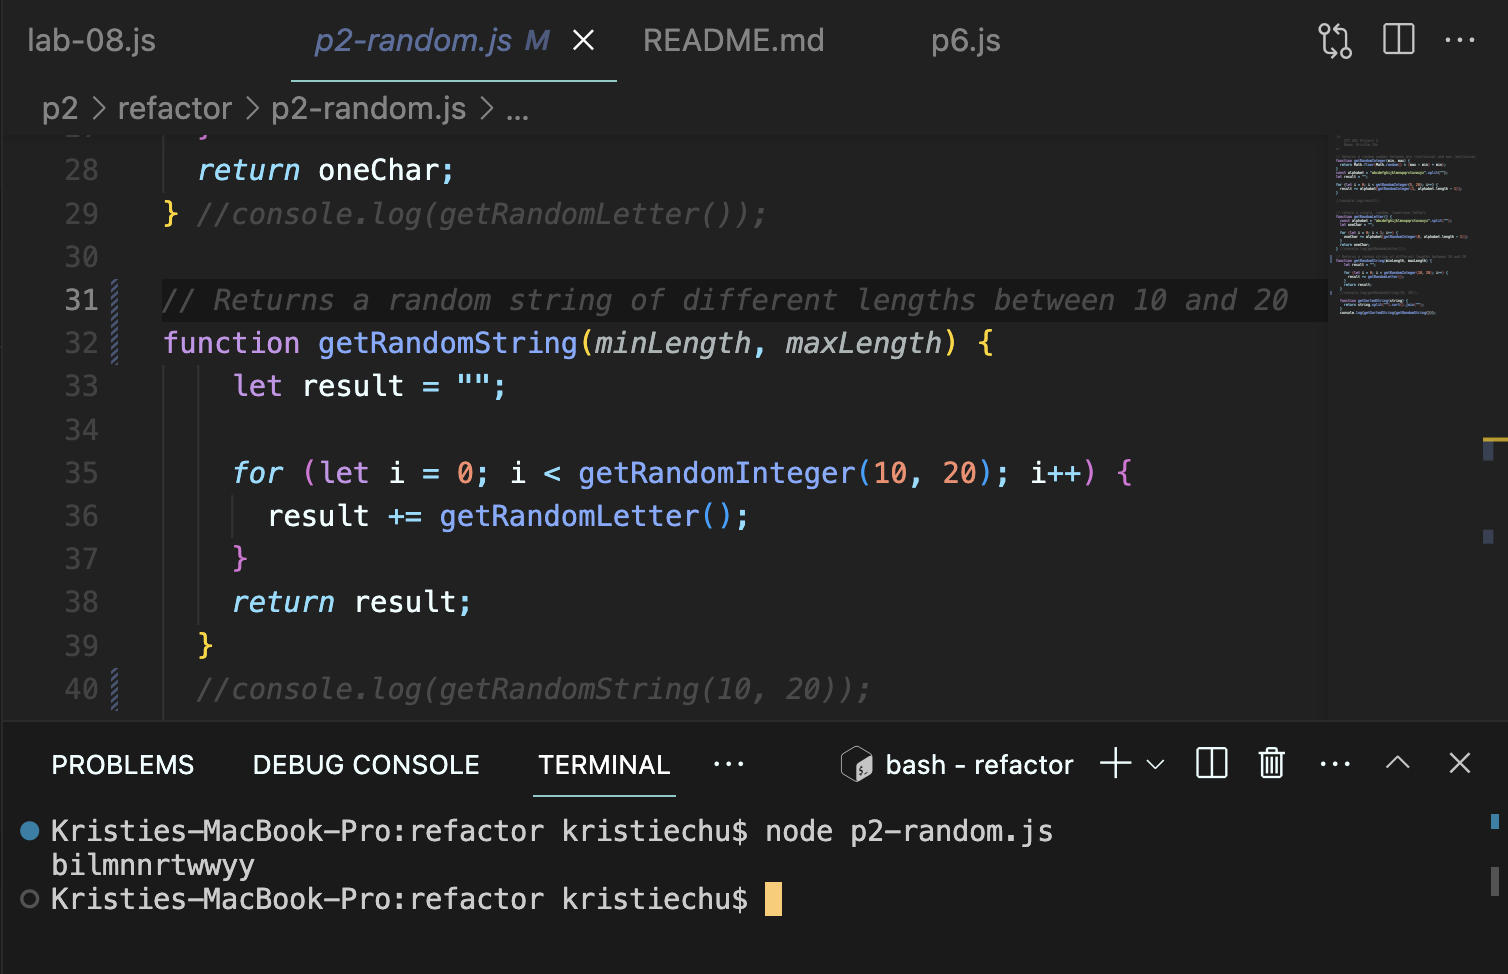 lab-08.js p2-random.js M README.md p6.js
p2 > refactor > p2-random.js > ...
28 return oneChar;
29 } //console.log(getRandomLetter());
30
31 // Returns a random string of different lengths between 10 and 20
32 function getRandomString(minLength, maxLength) {
33 let result = "";
34
35 for (let i = 0; i < getRandomInteger(10, 20); i++) {
36 result += getRandomLetter();
37 }
38 return result;
39 }
40 //console.log(getRandomString(10, 20));
PROBLEMS DEBUG CONSOLE TERMINAL ... bash - refactor
Kristies-MacBook-Pro:refactor kristiechu$ node p2-random.js
bilmnnrtwwyy
Kristies-MacBook-Pro:refactor kristiechu$